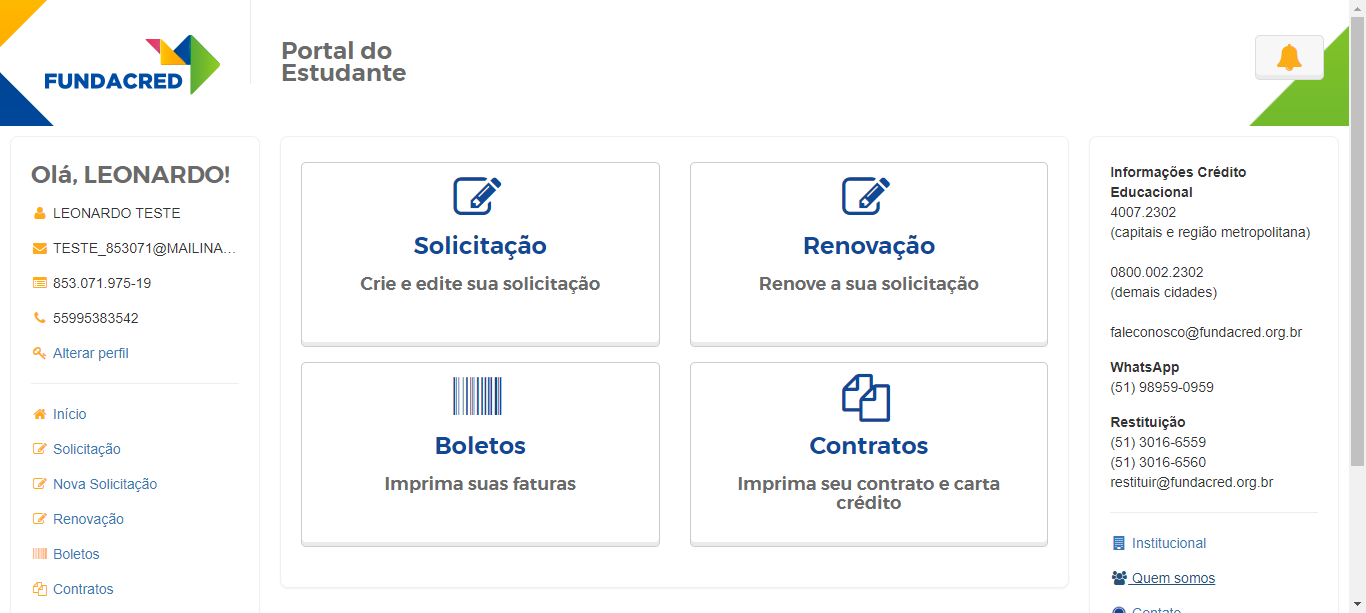 FUNDACRED
Portal do
Estudante
Olá, LEONARDO!
LEONARDO TESTE
TESTE_853071@MAILINA...
853.071.975-19
55995383542
Alterar perfil
Início
Solicitação
Nova Solicitação
Renovação
Boletos
Contratos
Solicitação
Crie e edite sua solicitação
Renovação
Renove a sua solicitação
Boletos
Imprima suas faturas
Contratos
Imprima seu contrato e carta
crédito
Informações Crédito
Educacional
4007.2302
(capitais e região metropolitana)
0800.002.2302
(demais cidades)
faleconosco@fundacred.org.br
WhatsApp
(51) 98959-0959
Restituição
(51) 3016-6559
(51) 3016-6560
restituir@fundacred.org.br
Institucional
Quem somos
Contato